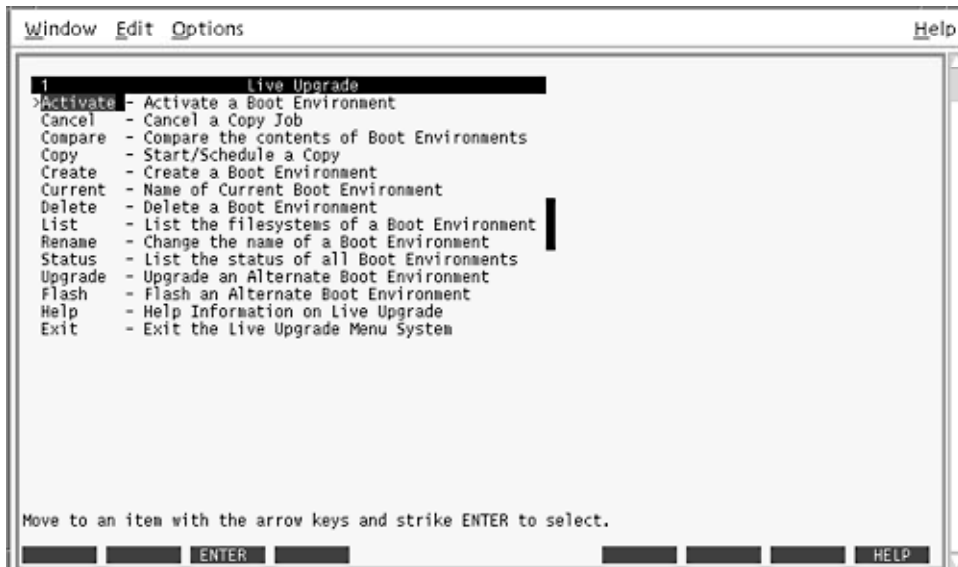 Window Edit Options Help
1 Live Upgrade
>Activate - Activate a Boot Environment
Cancel - Cancel a Copy Job
Compare - Compare the contents of Boot Environments
Copy - Start/Schedule a Copy
Create - Create a Boot Environment
Current - Name of Current Boot Environment
Delete - Delete a Boot Environment
List - List the filesystems of a Boot Environment
Rename - Change the name of a Boot Environment
Status - List the status of all Boot Environments
Upgrade - Upgrade an Alternate Boot Environment
Flash - Flash an Alternate Boot Environment
Help - Help Information on Live Upgrade
Exit - Exit the Live Upgrade Menu System
Move to an item with the arrow keys and strike ENTER to select.
ENTER HELP